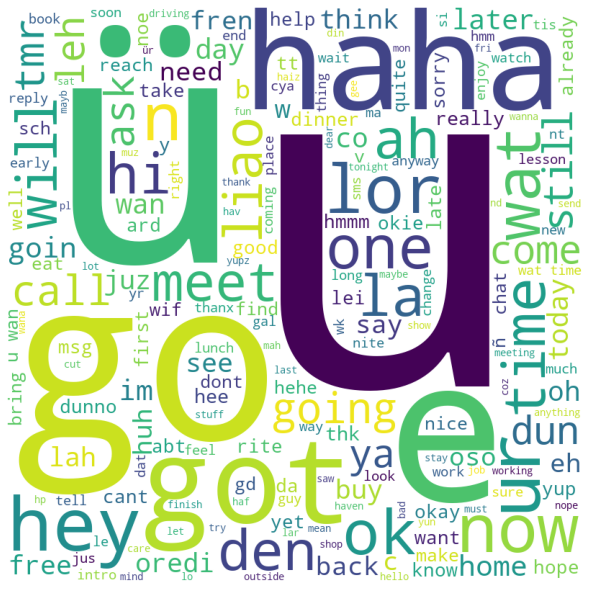 book
soon
driving
end
din
fren
help
think
si
later
tis
mon
hmm
fri
ür
tmr
leh
noe
day
reach
need
b
tt
cya
wait
quite
sorry
enjoy
watch
already
haha
ü
sat
mayb
reply
take
fun
haiz
gee
thing
ma
wanna
sch
ask
n
y
w
dinner
really
nt
early
muz
place
dear
co
ah
v
wat
lesson
still
Will
hi
liao
right
thank
tonight
anyway
sms
nd
send
well
pl
wan
hav
coming
hmmm
okie
later
new
goin
ard
yupz
good
lor
one
u
come
eat
lot
yr
thanx
find
long
maybe
wat time
call
juz
meet
la
lei
change
chat
wana
first
wif
gal
say
wk
show
ñ
today
bring u wan
msg
cut
im
see
lunch
mah
nite
meeting
much
time
ur
go
dont
last
coz
oh
dunno
huh
hehe
hee
stuff
way
going
nice
anything
lah
dat
abt
feel
rite
thk
e
stay
job
working
dun
eh
hp
tell
cant
gd
da
guy
saw
ya
look
work
oso
sure
yup
nope
got
finish
haf
haven
buy
hey
le
let
try
mean
yet
bad
okay
must
yun
want
now
free
jus
oredi
lar
shop
den
back
ok
c
make
know
home
hope
intro
mind
lo
care
outside
hello